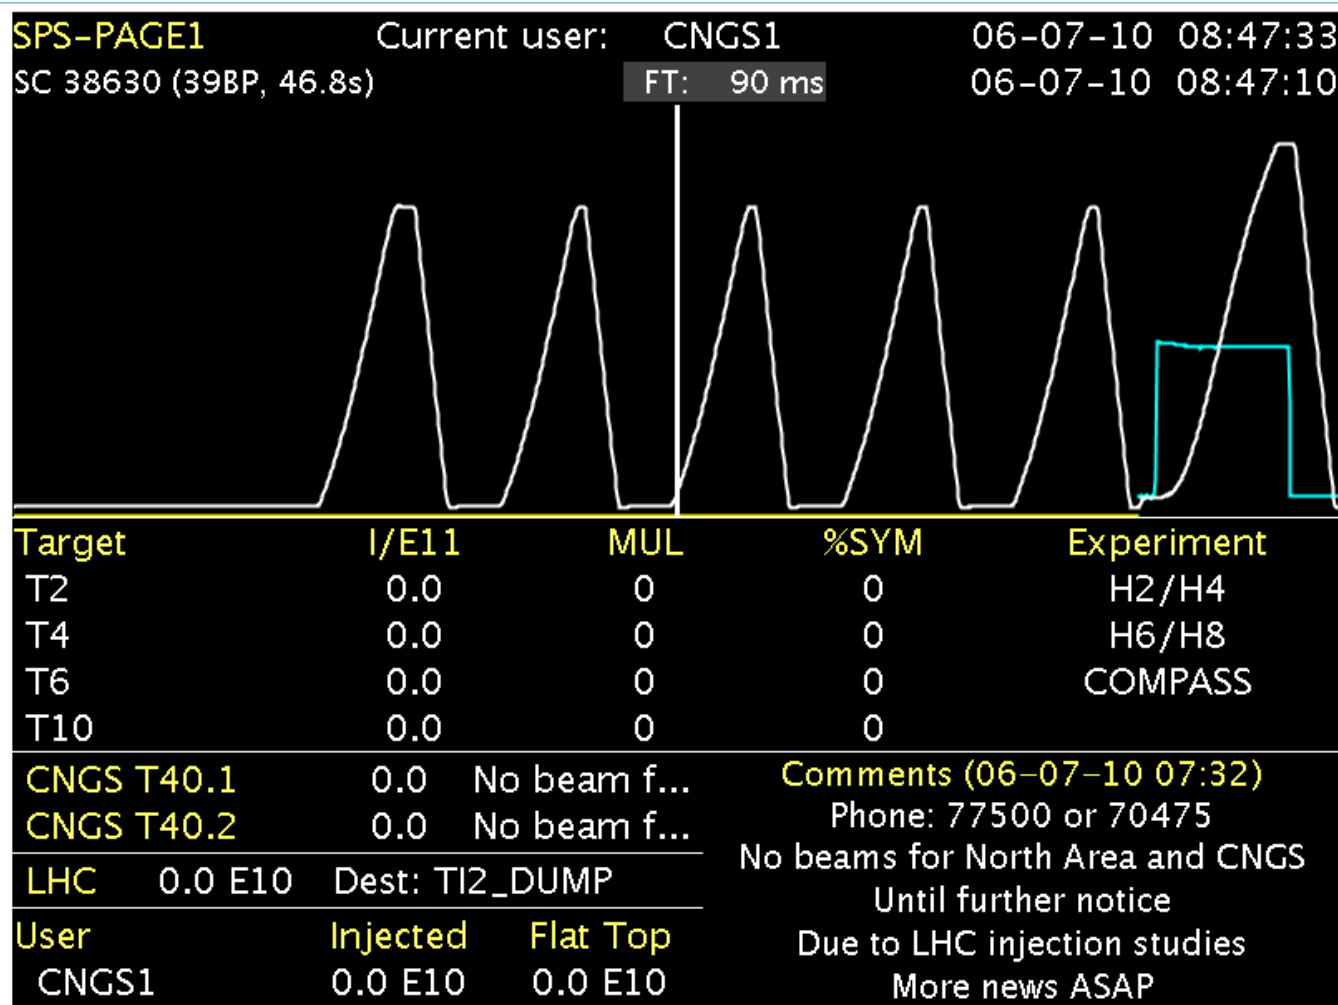 SPS-PAGE1 Current user: CNGS1 06-07-10 08:47:33
SC 38630 (39BP, 46.8s) FT: 90 ms 06-07-10 08:47:10
Target I/E11 MUL %SYM Experiment
T2 0.0 0 0 H2/H4
T4 0.0 0 0 H6/H8
T6 0.0 0 0 COMPASS
T10 0.0 0 0
CNGS T40.1 0.0 No beam f...
CNGS T40.2 0.0 No beam f...
LHC 0.0 E10 Dest: TI2_DUMP
User Injected Flat Top
CNGS1 0.0 E10 0.0 E10
Comments (06-07-10 07:32)
Phone: 77500 or 70475
No beams for North Area and CNGS
Until further notice
Due to LHC injection studies
More news ASAP